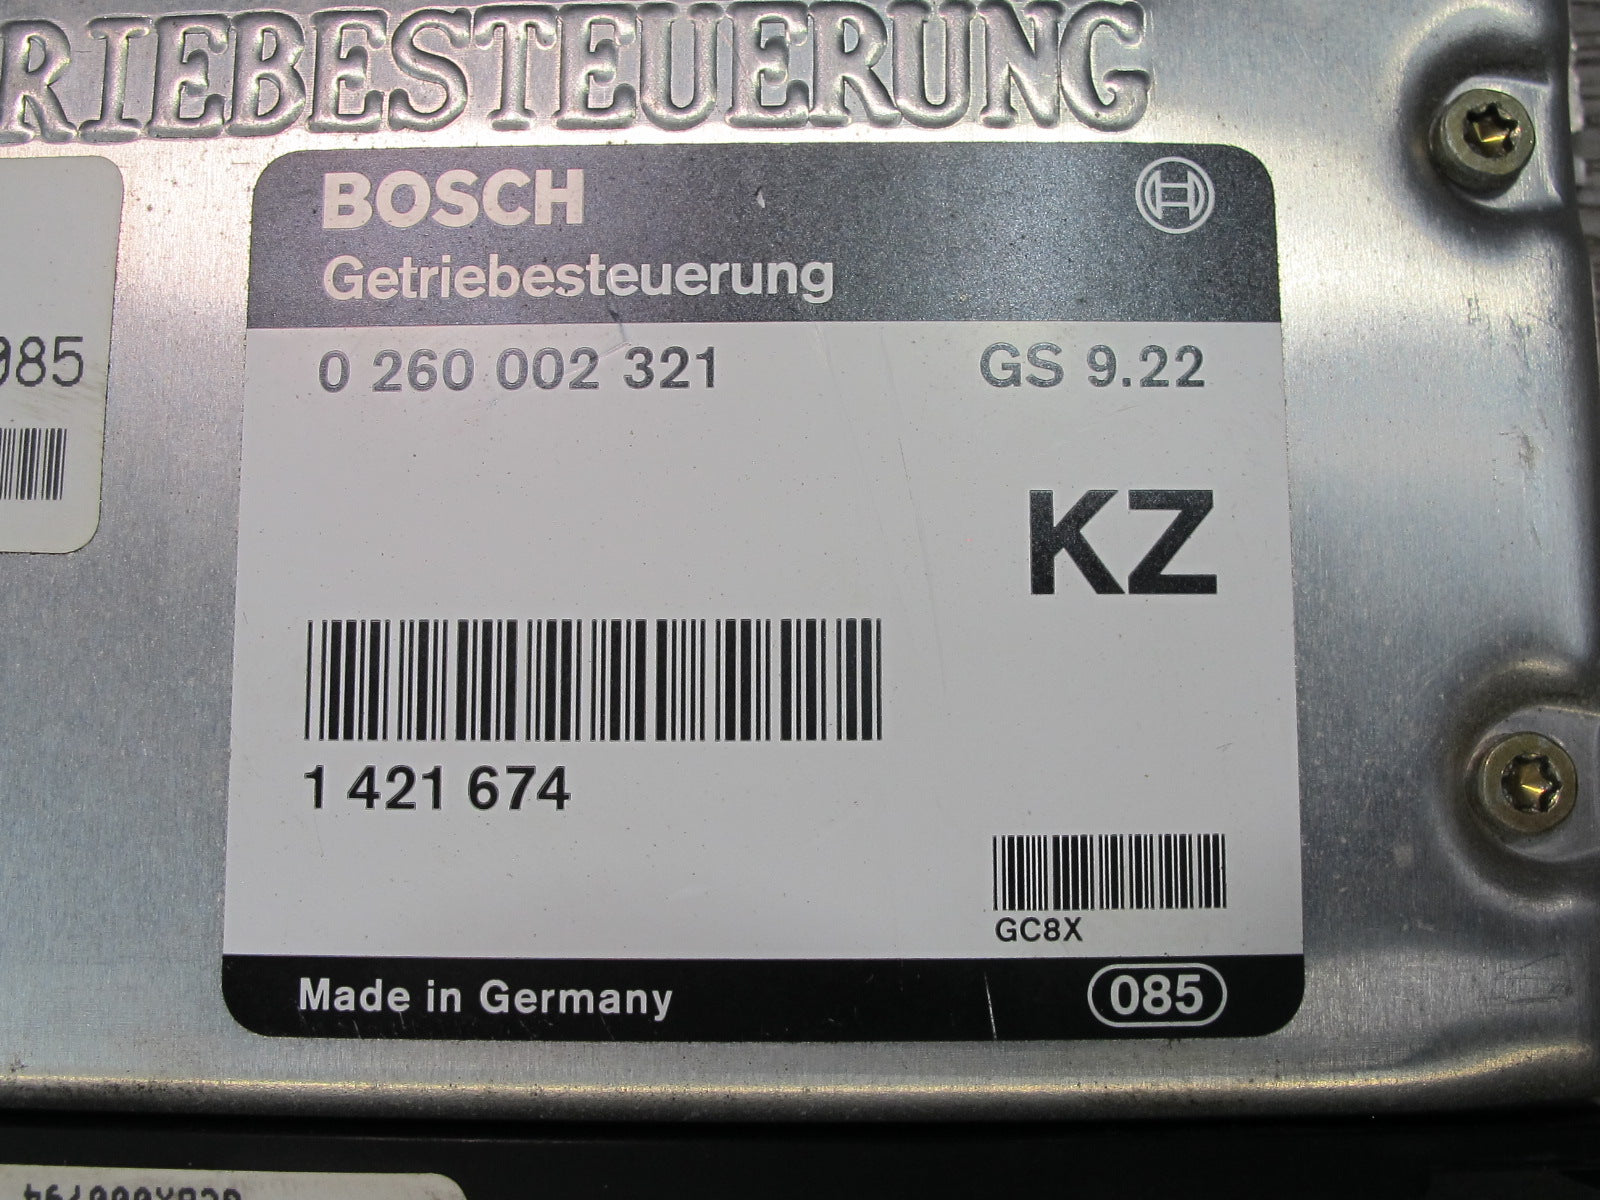 RIEBESTEUERUNG
BOSCH
Getriebesteuerung
0 260 002 321 GS 9.22
985
KZ
1 421 674
GC8X
Made in Germany 085